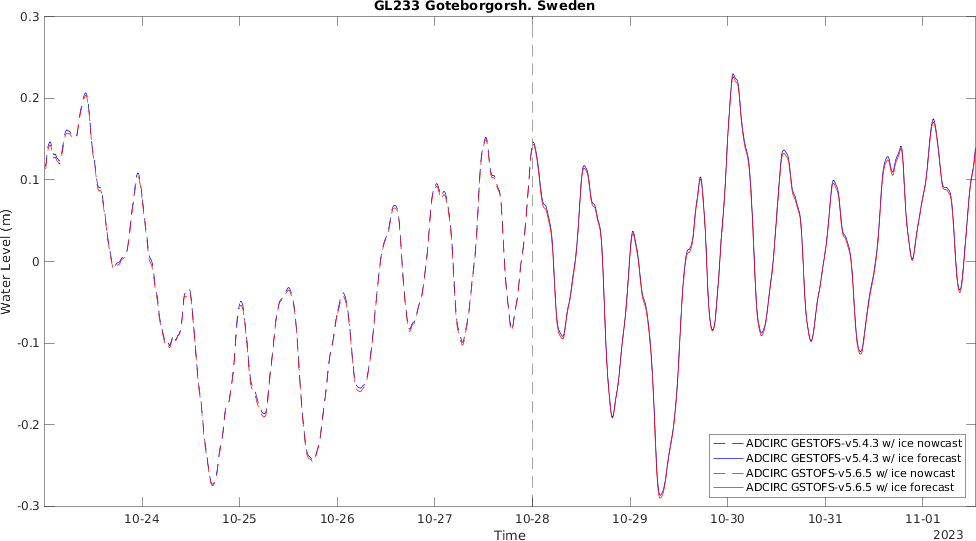 GL233 Goteborgorsh. Sweden
0.3
0.2
0.1
0
-0.1
-0.2
-0.3
Water Level (m)
10-24 10-25 10-26 10-27 10-28 10-29 10-30 10-31 11-01
Time
2023
ADCIRC GESTOFS-v5.4.3 w/ ice nowcast
ADCIRC GESTOFS-v5.4.3 w/ ice forecast
ADCIRC GSTOFS-v5.6.5 w/ ice nowcast
ADCIRC GSTOFS-v5.6.5 w/ ice forecast